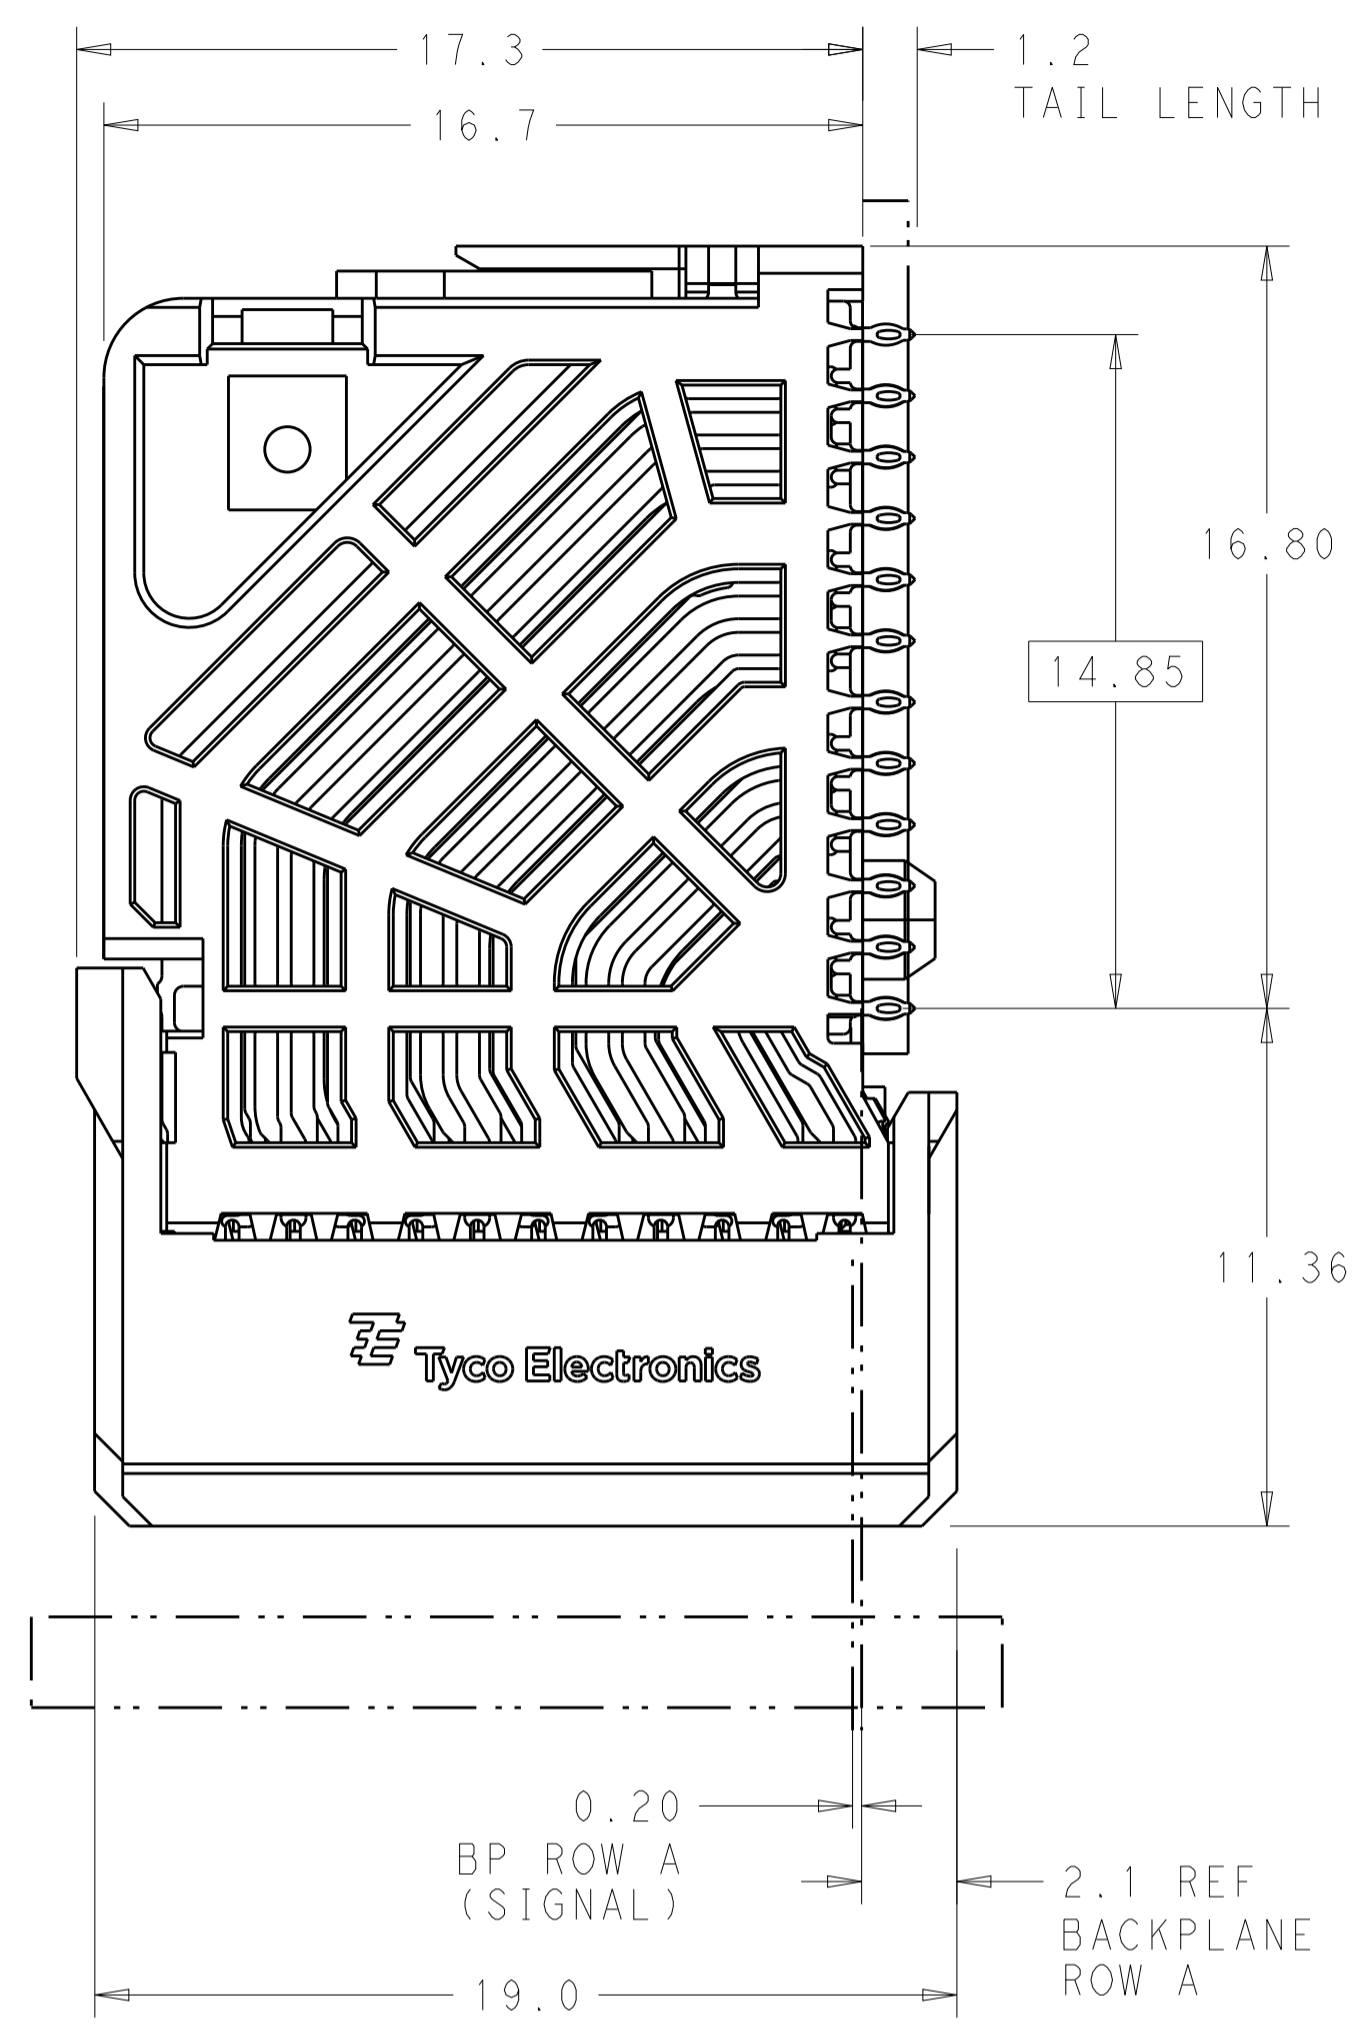 17.3
1.2
TAIL LENGTH
16.7
16.80
14.85
11.36
Tyco Electronics
0.20
BP ROW A
(SIGNAL)
2.1 REF
BACKPLANE
ROW A
19.0